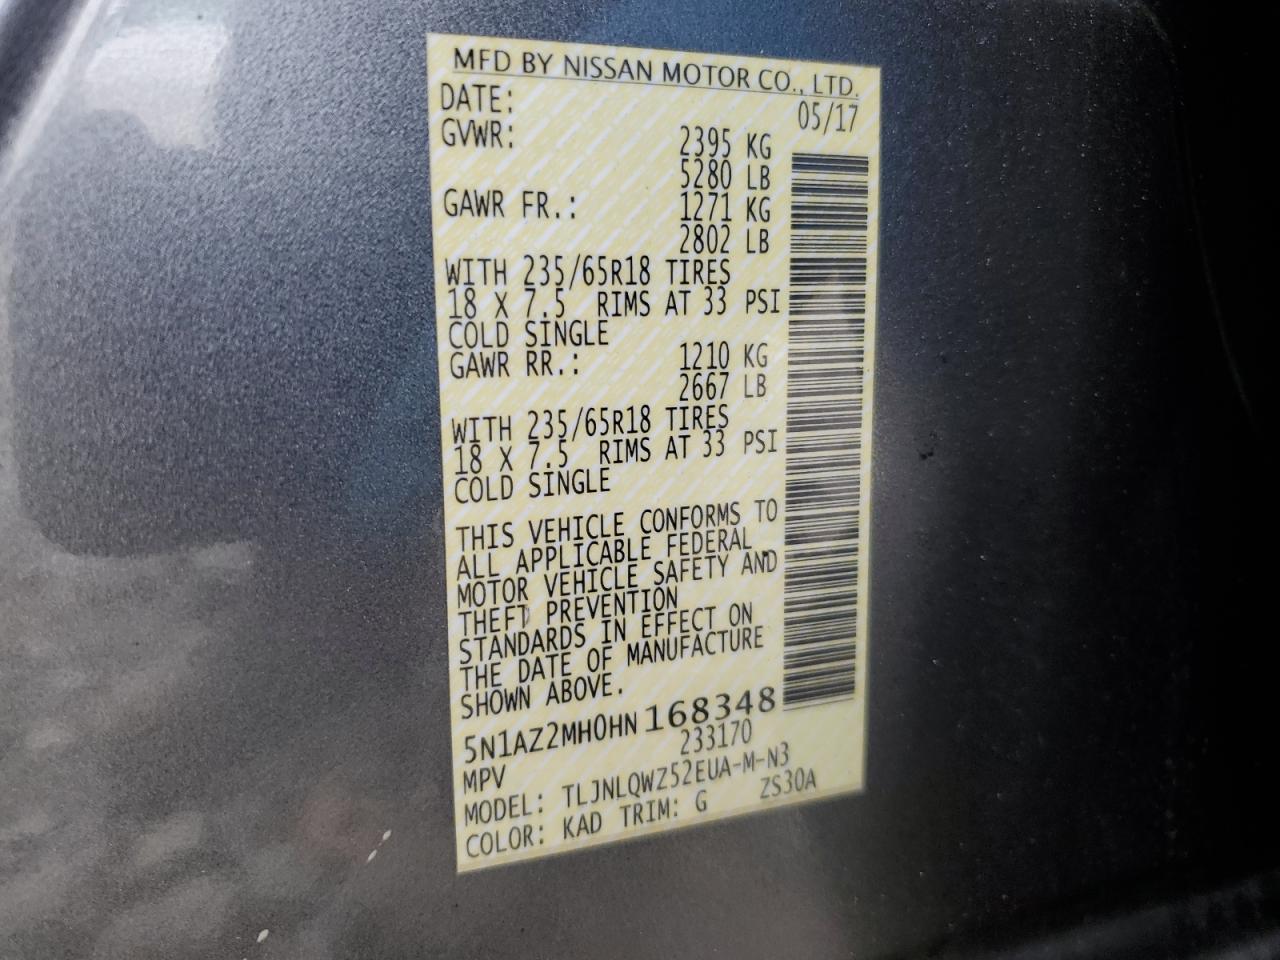 MFD BY NISSAN MOTOR CO., LTD.
DATE: 05/17
GVWR: 2395 KG
5280 LB
GAWR FR.: 1271 KG
2802 LB
WITH 235/65R18 TIRES
18 X 7.5 RIMS AT 33 PSI
COLD SINGLE
GAWR RR.: 1210 KG
2667 LB
WITH 235/65R18 TIRES
18 X 7.5 RIMS AT 33 PSI
COLD SINGLE
THIS VEHICLE CONFORMS TO
ALL APPLICABLE FEDERAL
MOTOR VEHICLE SAFETY AND
THEFT PREVENTION
STANDARDS IN EFFECT ON
THE DATE OF MANUFACTURE
SHOWN ABOVE.
5N1AZ2MH0HN168348
MPV 233170
MODEL: TLJNLQWZ52EUA-M-N3
COLOR: KAD TRIM: G ZS30A